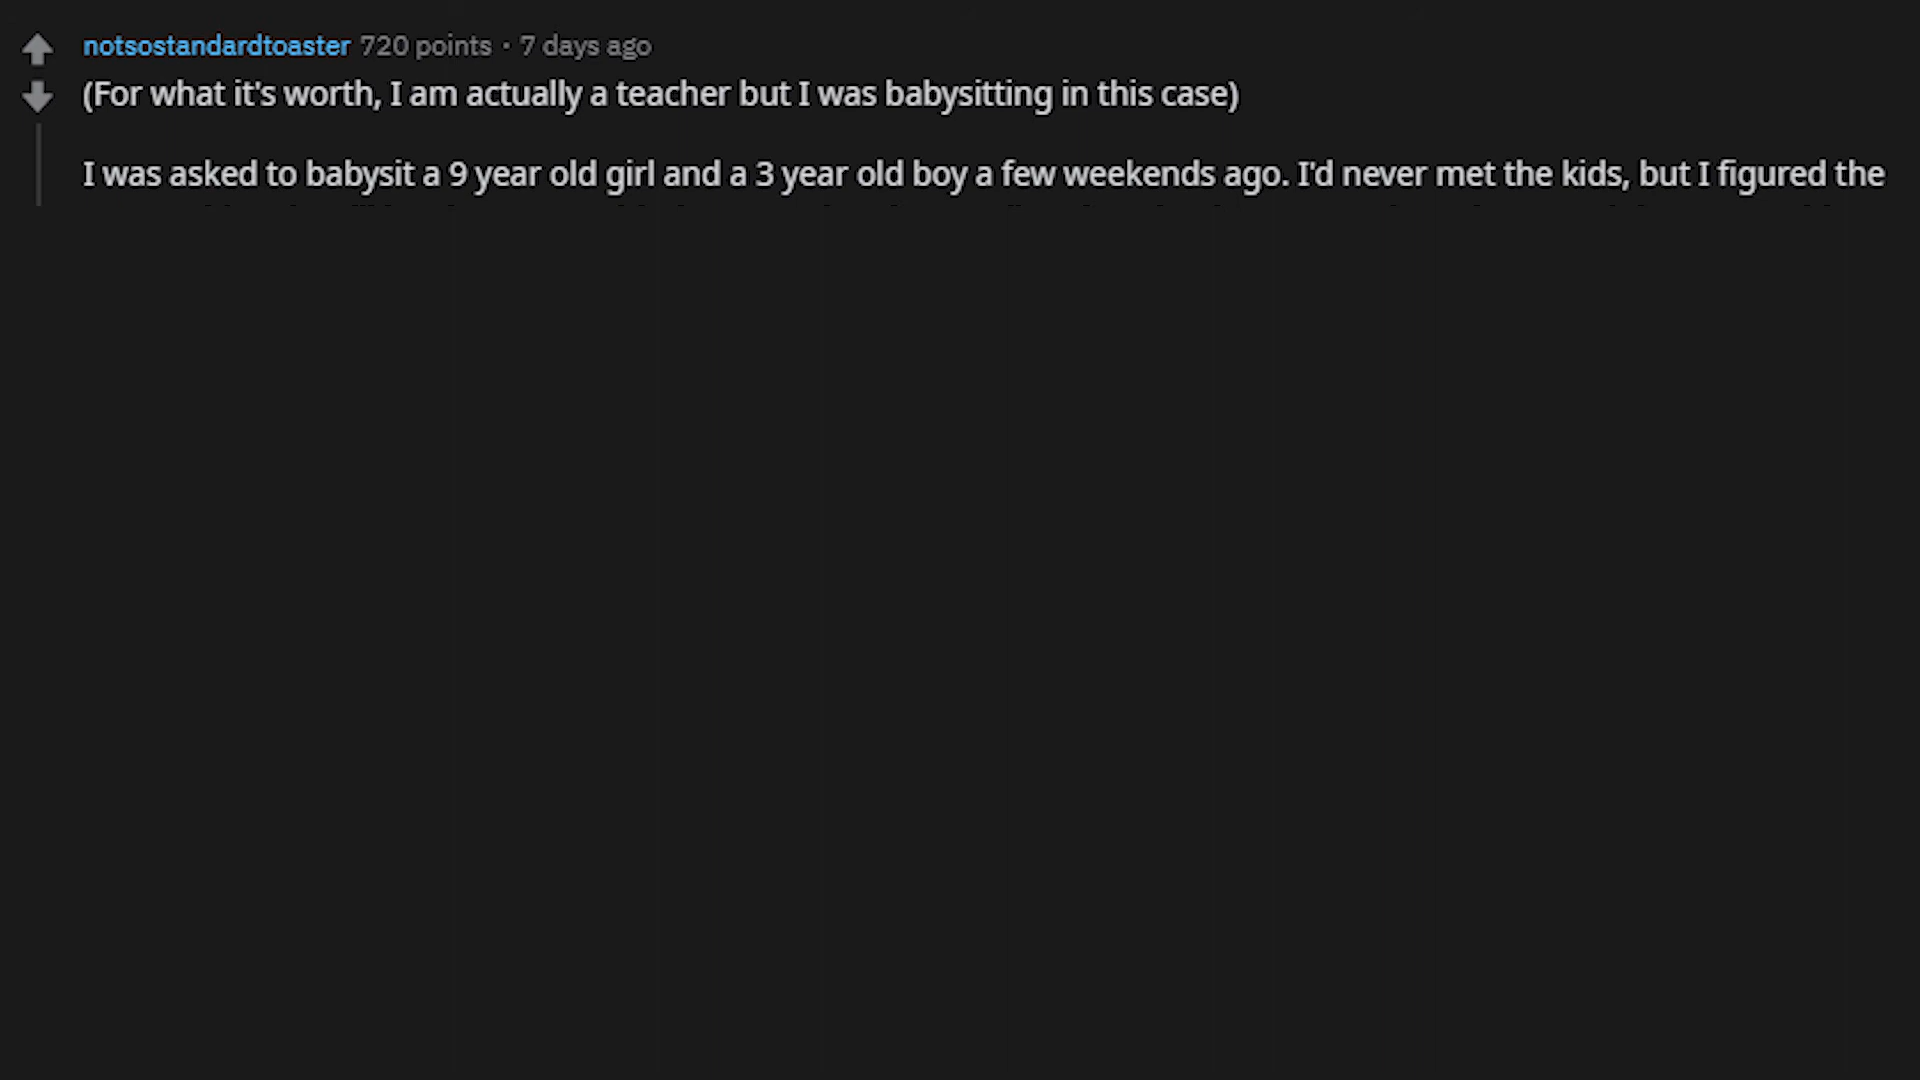 notsostandardtoaster 720 points · 7 days ago
(For what it's worth, I am actually a teacher but I was babysitting in this case)
I was asked to babysit a 9 year old girl and a 3 year old boy a few weekends ago. I'd never met the kids, but I figured the